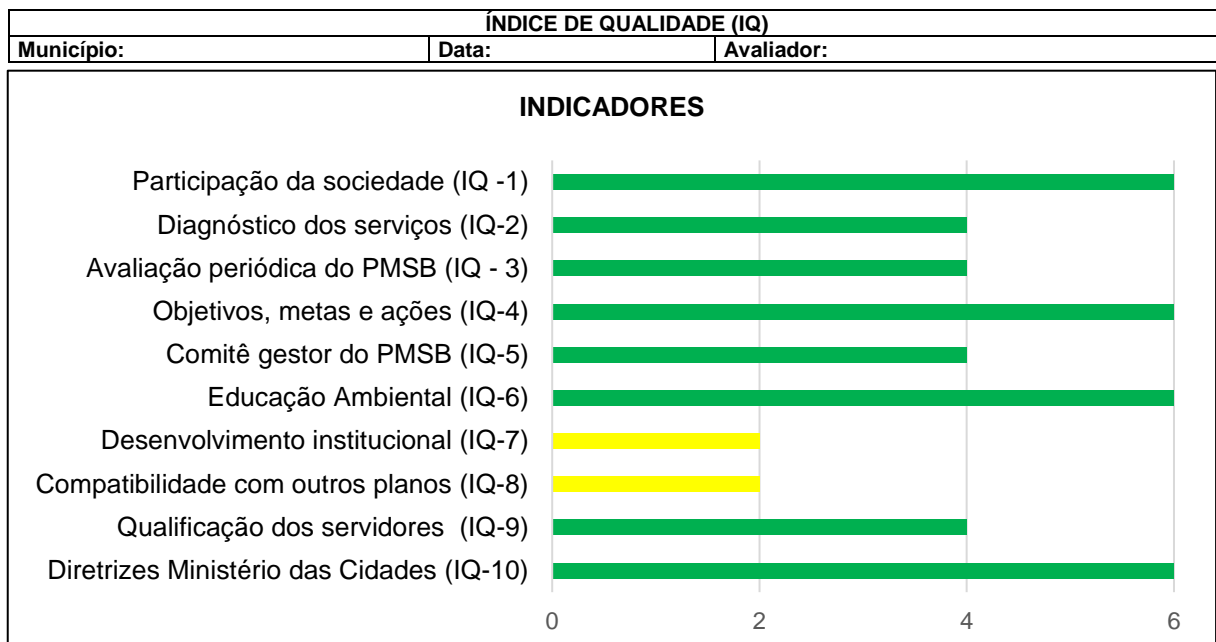 ÍNDICE DE QUALIDADE (IQ)
Município: Data: Avaliador:
INDICADORES
Participação da sociedade (IQ -1)
Diagnóstico dos serviços (IQ-2)
Avaliação periódica do PMSB (IQ - 3)
Objetivos, metas e ações (IQ-4)
Comitê gestor do PMSB (IQ-5)
Educação Ambiental (IQ-6)
Desenvolvimento institucional (IQ-7)
Compatibilidade com outros planos (IQ-8)
Qualificação dos servidores (IQ-9)
Diretrizes Ministério das Cidades (IQ-10)
0 2 4 6